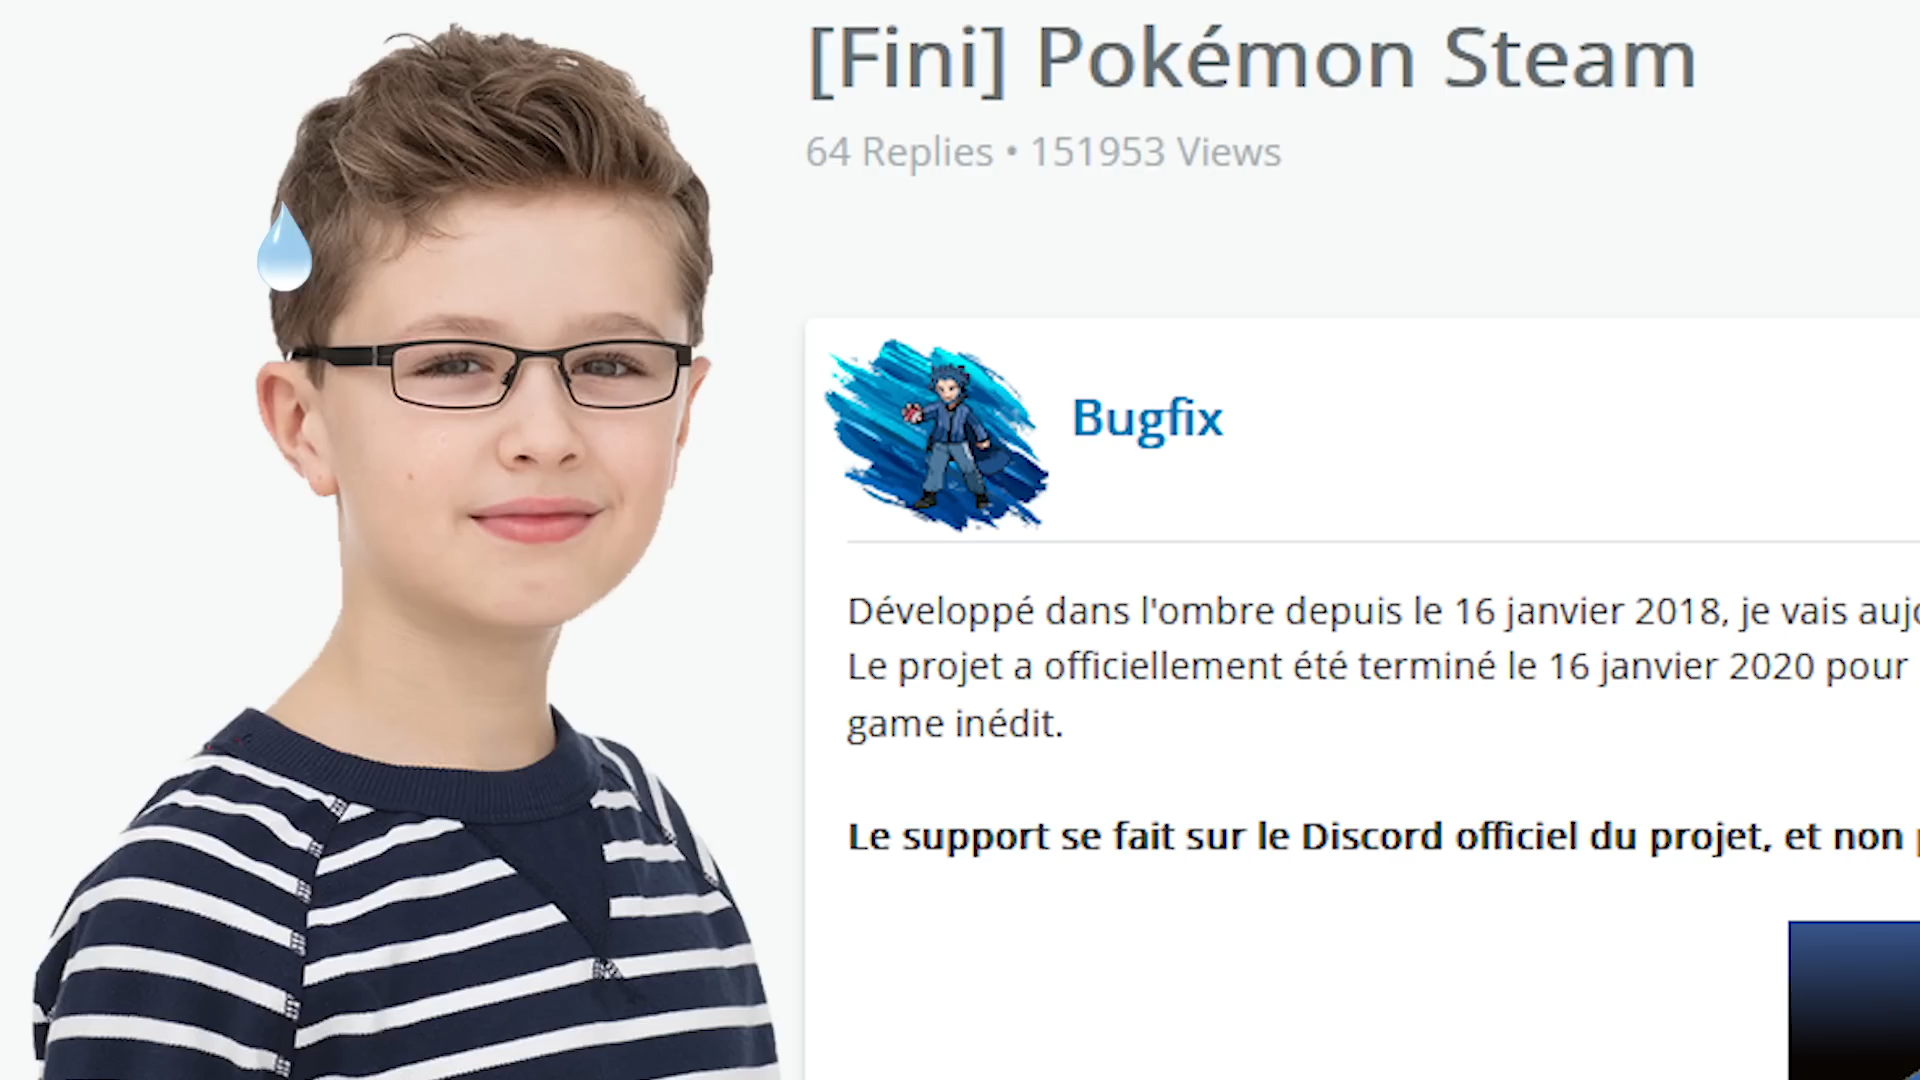 [Fini] Pokémon Steam
64 Replies • 151953 Views
Bugfix
Développé dans l'ombre depuis le 16 janvier 2018, je vais
Le projet a officiellement été terminé le 16 janvier 2020 pour
game inédit.
Le support se fait sur le Discord officiel du projet, et non